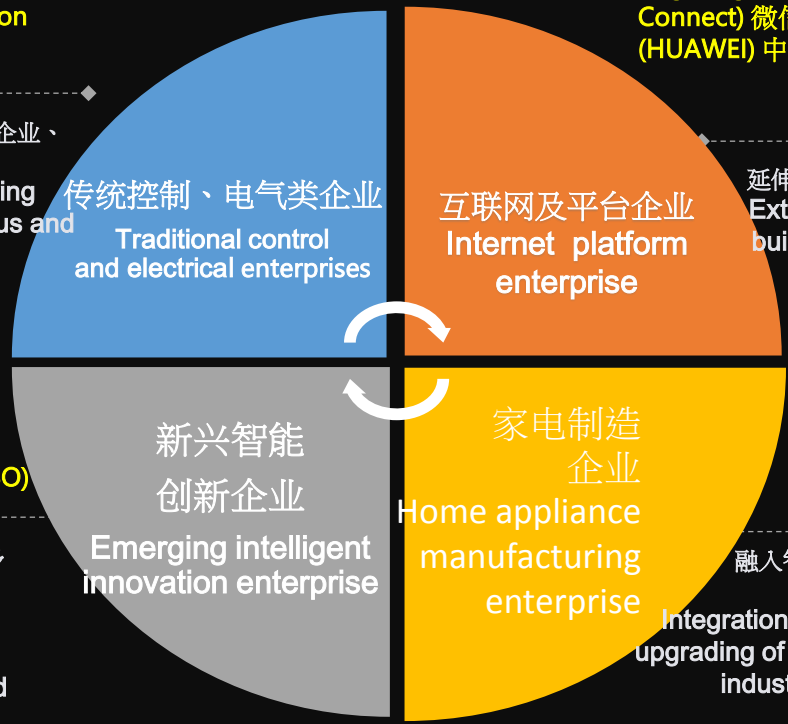 on
Connect) 微信
(HUAWEI) 中
企业、
ing
us and
传统控制、电气类企业
Traditional control
and electrical enterprises
互联网及平台企业
Internet platform
enterprise
延伸
Ext
bui
新兴智能
创新企业
Emerging intelligent
innovation enterprise
SO)
d
家电制造
企业
Home appliance
manufacturing
enterprise
融入
Integration
upgrading of
indust